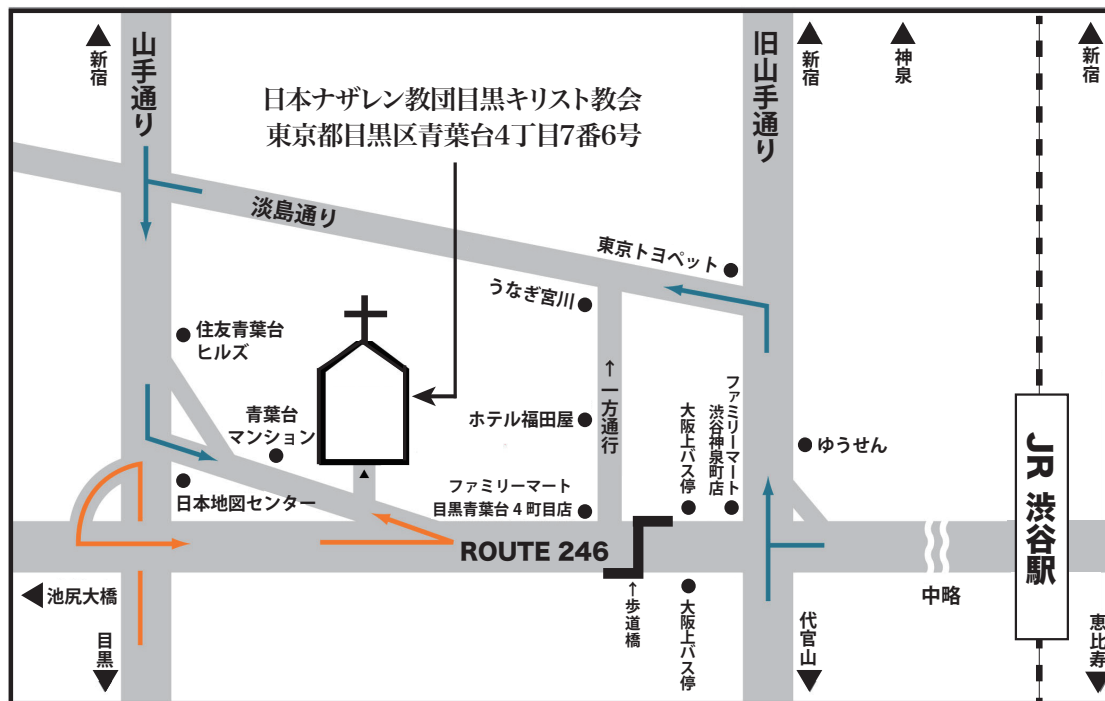 新宿
山手通り
旧山手通り
新宿
神泉
新宿
日本ナザレン教団目黒キリスト教会
東京都目黒区青葉台4丁目7番6号
淡島通り
東京トヨペット
うなぎ宮川
住友青葉台
ヒルズ
青葉台
マンション
ホテル福田屋
↑一方通行
大阪上バス停
ファミリーマート
渋谷神泉町店
ゆうせん
JR 渋谷駅
日本地図センター
ファミリーマート
目黒青葉台4町目店
ROUTE 246
池尻大橋
目黒
↑歩道橋
大阪上バス停
代官山
中略
恵比寿